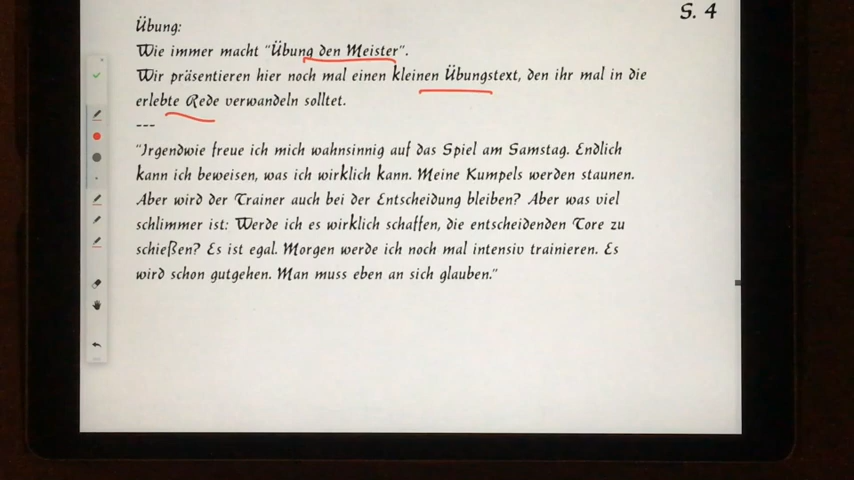 S. 4
Übung:
Wie immer macht "Übung den Meister".
Wir präsentieren hier noch mal einen kleinen Übungstext, den ihr mal in die
erlebte Rede verwandeln solltet.
---
"Irgendwie freue ich mich wahnsinnig auf das Spiel am Samstag. Endlich
kann ich beweisen, was ich wirklich kann. Meine Kumpels werden staunen.
Aber wird der Trainer auch bei der Entscheidung bleiben? Aber was viel
schlimmer ist: Werde ich es wirklich schaffen, die entscheidenden Tore zu
schießen? Es ist egal. Morgen werde ich noch mal intensiv trainieren. Es
wird schon gutgehen. Man muss eben an sich glauben."